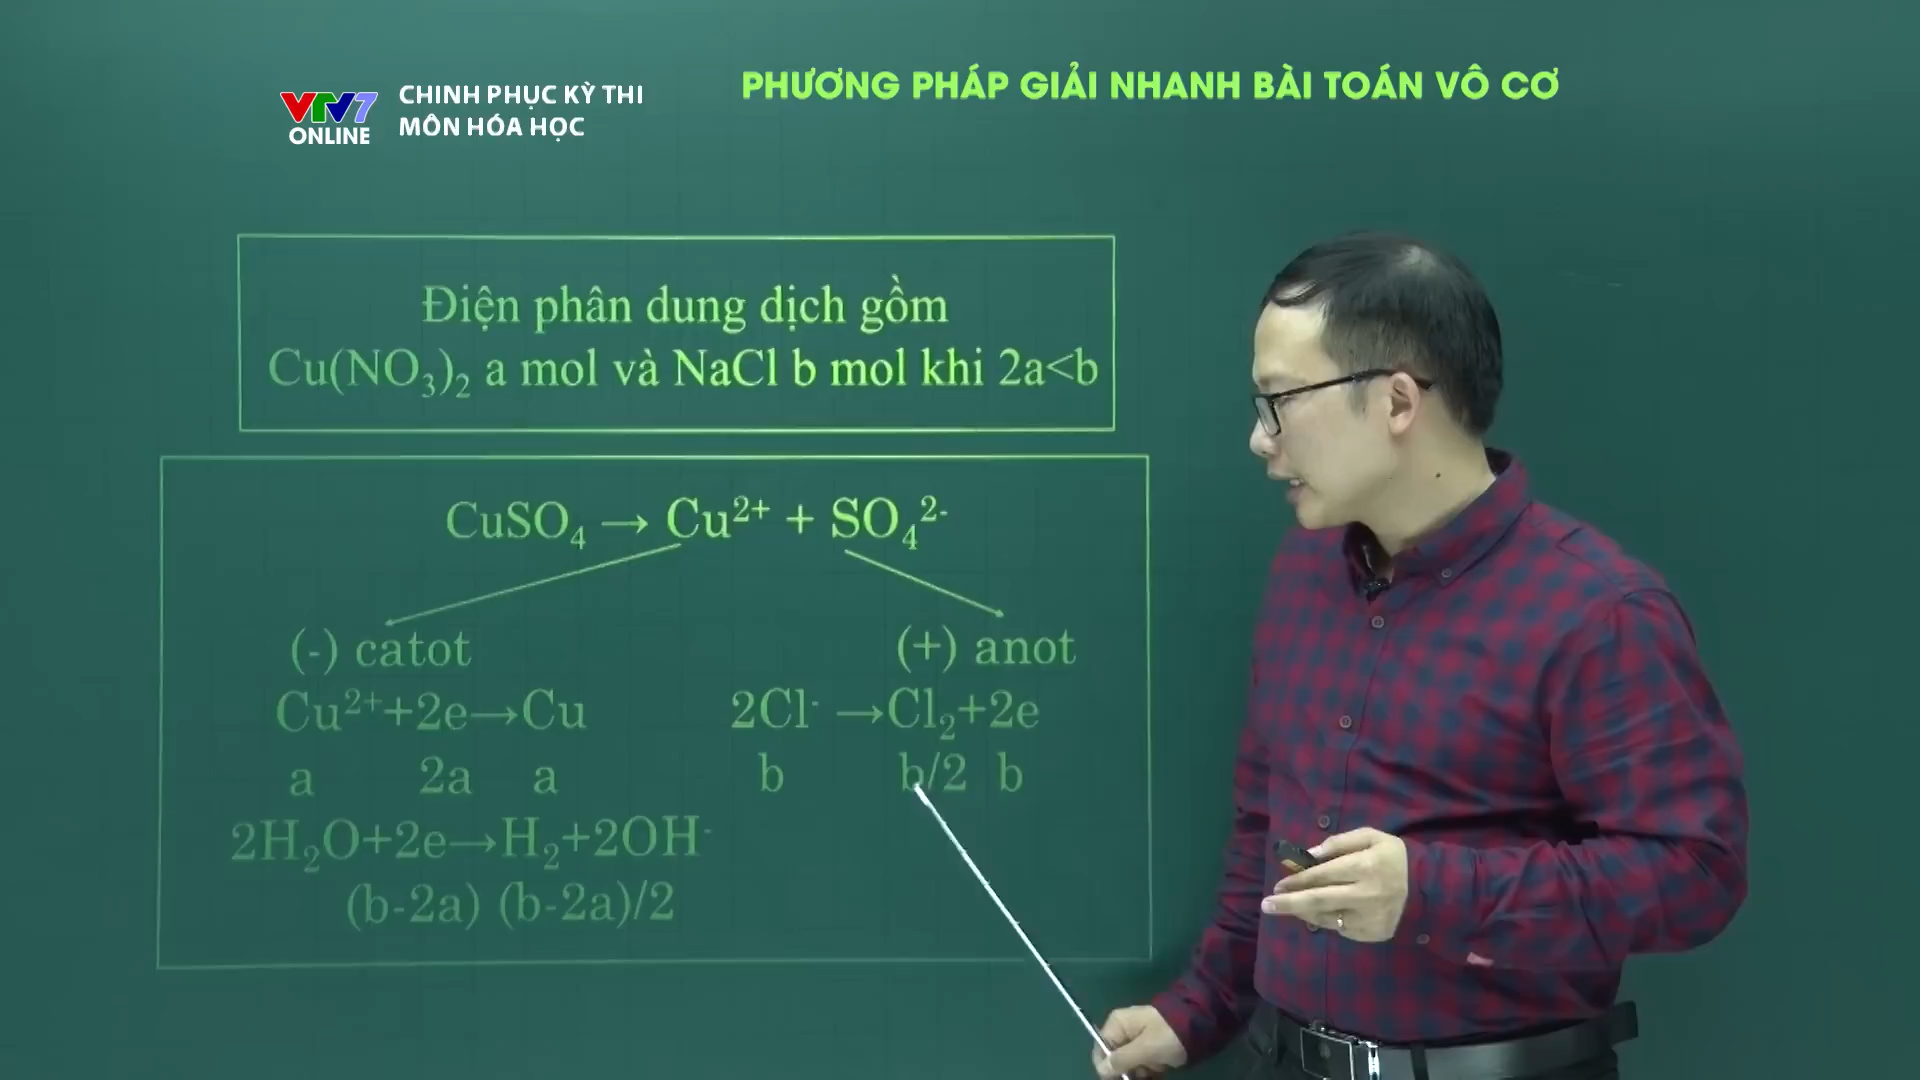 VTV7
ONLINE
CHINH PHỤC KỲ THI
MÔN HÓA HỌC
PHƯƠNG PHÁP GIẢI NHANH BÀI TOÁN VÔ CƠ
Điện phân dung dịch gồm
Cu(NO₃)₂ a mol và NaCl b mol khi 2a<b
CuSO₄ → Cu²⁺ + SO₄²⁻
(-) catot
(+) anot
Cu²⁺+2e→Cu
2Cl⁻ →Cl₂+2e
a 2a a
b b/2 b
2H₂O+2e→H₂+2OH⁻
(b-2a) (b-2a)/2